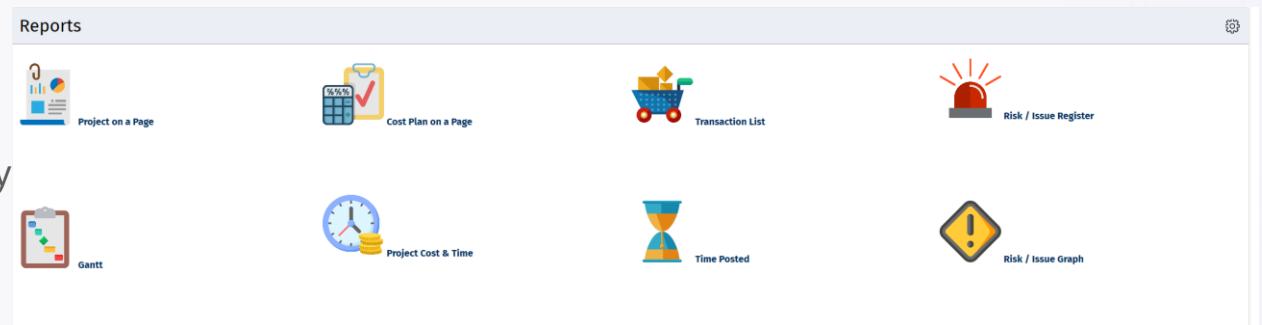 Reports
Project on a Page
%%%
Cost Plan on a Page
Transaction List
Risk / Issue Register
y
Gantt
Project Cost & Time
Time Posted
Risk / Issue Graph